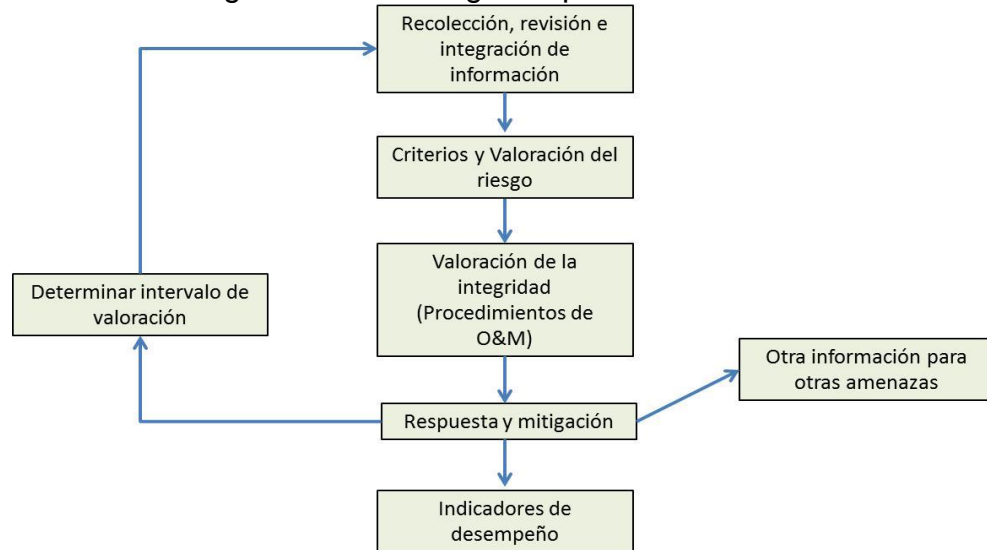 Recolección, revisión e
integración de
información
Criterios y Valoración del
riesgo
Valoración de la
integridad
(Procedimientos de
O&M)
Determinar intervalo de
valoración
Otra información para
otras amenazas
Respuesta y mitigación
Indicadores de
desempeño